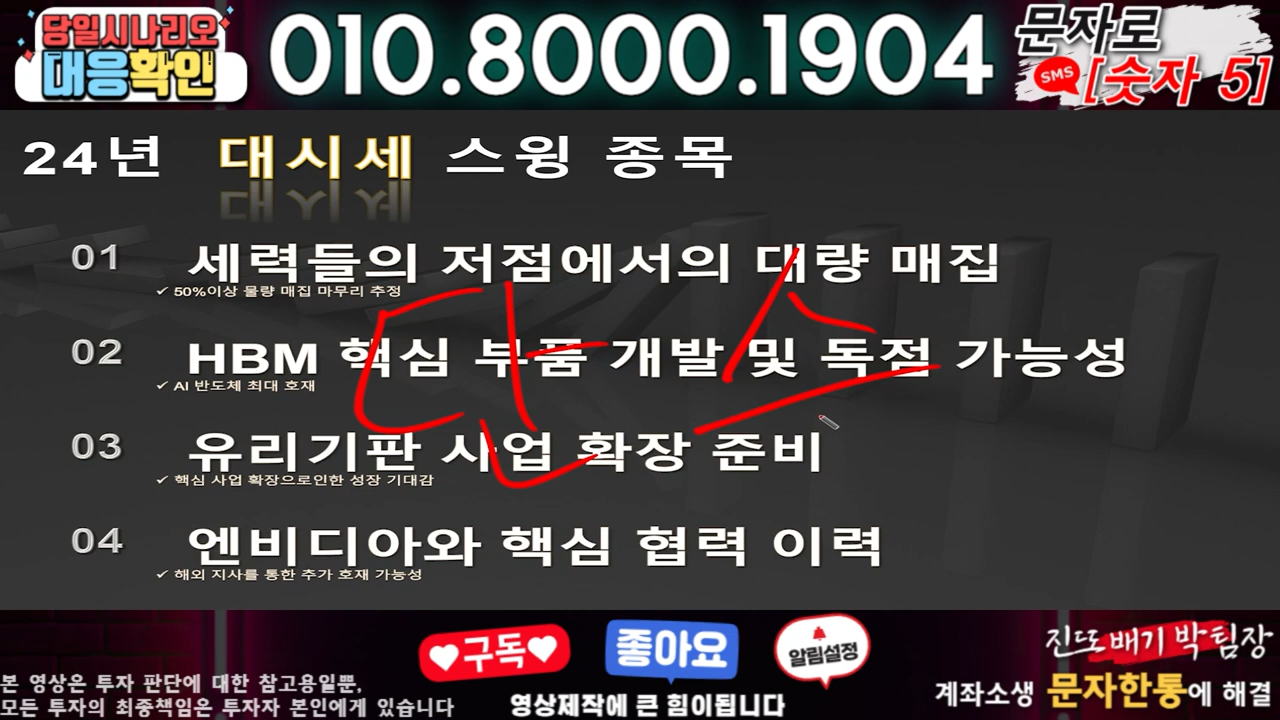 당일시나리오
대응확인
010.8000.1904
문자로
SMS [숫자 5]
24년 대시세 스윙 종목
01 세력들의 저점에서의 대량 매집
✓ 50%이상 물량 매집 마무리 추정
02 HBM 핵심 부품 개발 및 독점 가능성
✓ AI 반도체 최대 호재
03 유리기판 사업 확장 준비
✓ 핵심 사업 확장으로인한 성장 기대감
04 엔비디아와 핵심 협력 이력
✓ 해외 지사를 통한 추가 호재 가능성
단스
구독
좋아요
알림설정
영상제작에 큰 힘이됩니다
본 영상은 투자 판단에 대한 참고용일뿐,
모든 투자의 최종책임은 투자자 본인에게 있습니다
진또배기 박팀장
계좌소생 문자한통에 해결